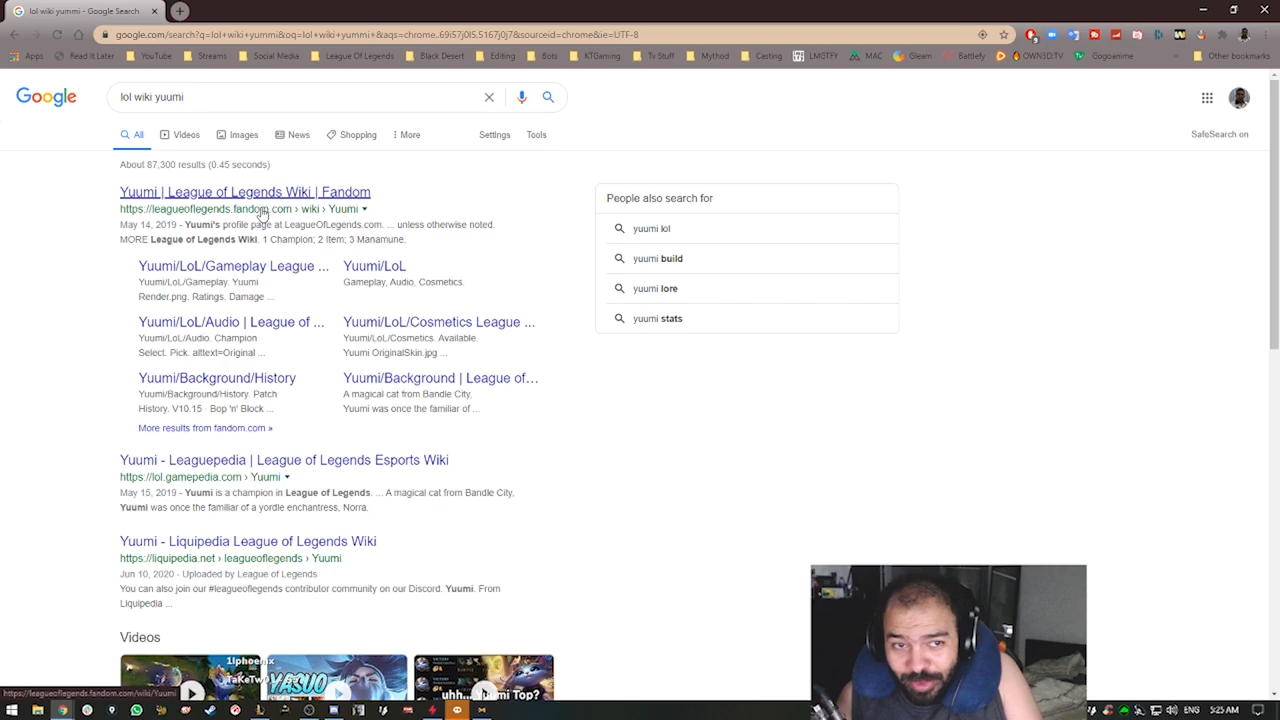 lol wiki yummi - Google Search
google.com/search?q=lol+wiki+yummi&oq=lol+wiki+yummi+&aqs=chrome..69i57j0l5.5167j0j7&sourceid=chrome&ie=UTF-8
Apps Read It Later YouTube Streams Social Media League Of Legends Black Desert Editing Bots KTGaming Tv Stuff Mythod Casting LMGTFY MAC Gleam Battlefy OWN3D.TV Gogoanime Other bookmarks
Google
lol wiki yuumi
All Videos Images News Shopping More Settings Tools
SafeSearch on
About 87,300 results (0.45 seconds)
Yuumi | League of Legends Wiki | Fandom
https://leagueoflegends.fandom.com › wiki › Yuumi
May 14, 2019 - Yuumi's profile page at LeagueOfLegends.com. ... unless otherwise noted.
MORE League of Legends Wiki. 1 Champion; 2 Item; 3 Manamune.
Yuumi/LoL/Gameplay League ...
Yuumi/LoL/Gameplay. Yuumi
Render.png. Ratings. Damage ...
Yuumi/LoL
Gameplay, Audio, Cosmetics.
Yuumi/LoL/Audio | League of ...
Yuumi/LoL/Audio. Champion
Select. Pick. alttext=Original ...
Yuumi/LoL/Cosmetics League ...
Yuumi/LoL/Cosmetics. Available.
Yuumi OriginalSkin.jpg ...
Yuumi/Background/History
Yuumi/Background/History. Patch
History. V10.15 · Bop 'n' Block ...
Yuumi/Background | League of...
A magical cat from Bandle City,
Yuumi was once the familiar of ...
More results from fandom.com »
Yuumi - Leaguepedia | League of Legends Esports Wiki
https://lol.gamepedia.com › Yuumi
May 15, 2019 - Yuumi is a champion in League of Legends. ... A magical cat from Bandle City,
Yuumi was once the familiar of a yordle enchantress, Norra.
Yuumi - Liquipedia League of Legends Wiki
https://liquipedia.net › leagueoflegends › Yuumi
Jun 10, 2020 - Uploaded by League of Legends
You can also join our #leagueoflegends contributor community on our Discord. Yuumi. From
Liquipedia ...
Videos
1lphoemx
TaKeTw
YASUO
VICTORY
VICTORY
uhh... Yuumi Top?
People also search for
yuumi lol
yuumi build
yuumi lore
yuumi stats
https://leagueoflegends.fandom.com/wiki/Yuumi
ENG 5:25 AM